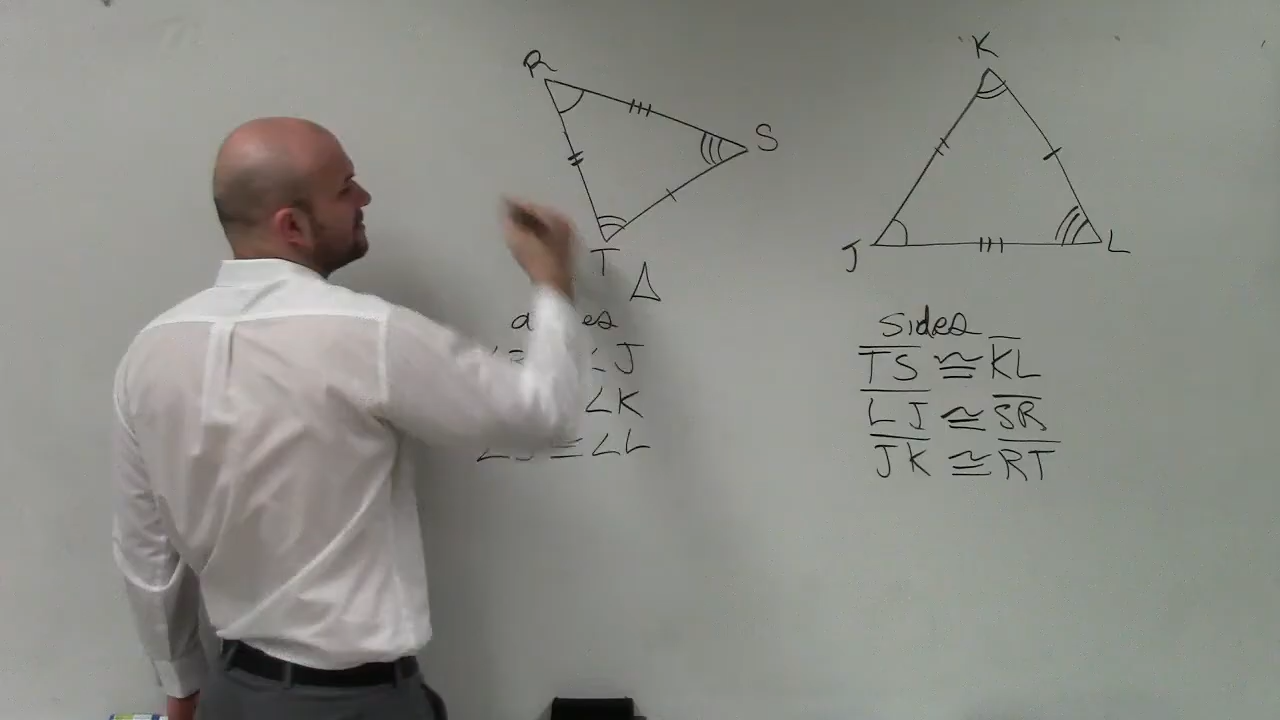 R
S
T
K
J
L
△
sides
∠J
TS ≅ KL
∠K
LJ ≅ SR
≅ ∠L
JK ≅ RT